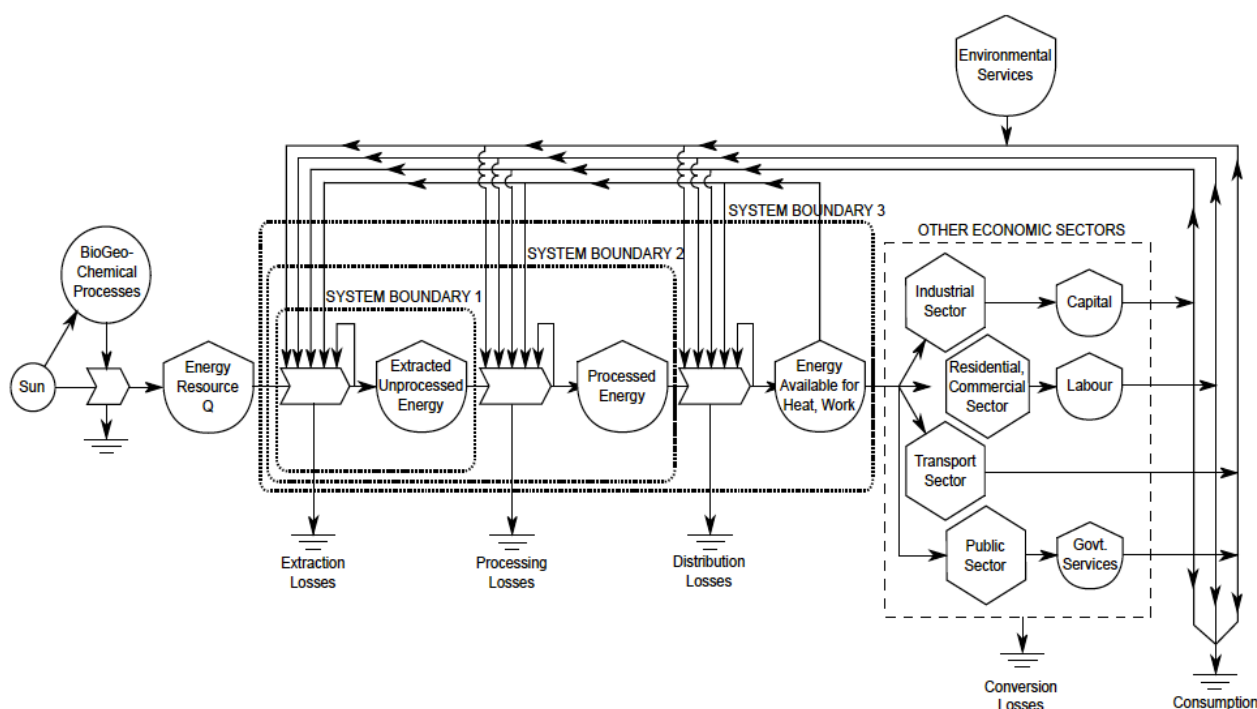 Environmental
Services
SYSTEM BOUNDARY 3
OTHER ECONOMIC SECTORS
BioGeo-
Chemical
Processes
SYSTEM BOUNDARY 2
SYSTEM BOUNDARY 1
Sun
Energy
Resource
Q
Extracted
Unprocessed
Energy
Processed
Energy
Energy
Available for
Heat, Work
Industrial
Sector
Capital
Residential,
Commercial
Sector
Labour
Transport
Sector
Public
Sector
Govt.
Services
Extraction
Losses
Processing
Losses
Distribution
Losses
Conversion
Losses
Consumption